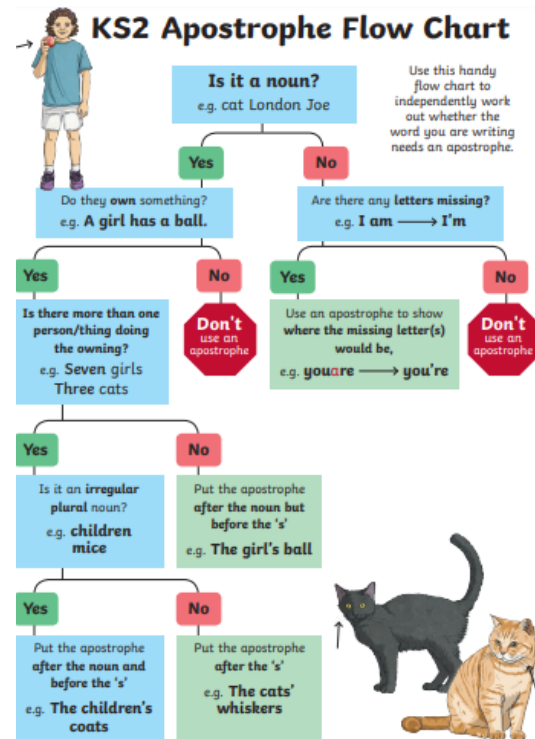 KS2 Apostrophe Flow Chart
Is it a noun?
e.g. cat London Joe
Use this handy
flow chart to
independently work
out whether the
word you are writing
needs an apostrophe.
Yes
No
Do they own something?
e.g. A girl has a ball.
Are there any letters missing?
e.g. I am → I'm
Yes
No
Yes
No
Is there more than one
person/thing doing
the owning?
e.g. Seven girls
Three cats
Don't
use an
apostrophe
Use an apostrophe to show
where the missing letter(s)
would be,
e.g. youare → you're
Don't
use an
apostrophe
Yes
No
Is it an irregular
plural noun?
e.g. children
mice
Put the apostrophe
after the noun but
before the 's'
e.g. The girl's ball
Yes
No
Put the apostrophe
after the noun and
before the 's'
e.g. The children's
coats
Put the apostrophe
after the 's'
e.g. The cats'
whiskers